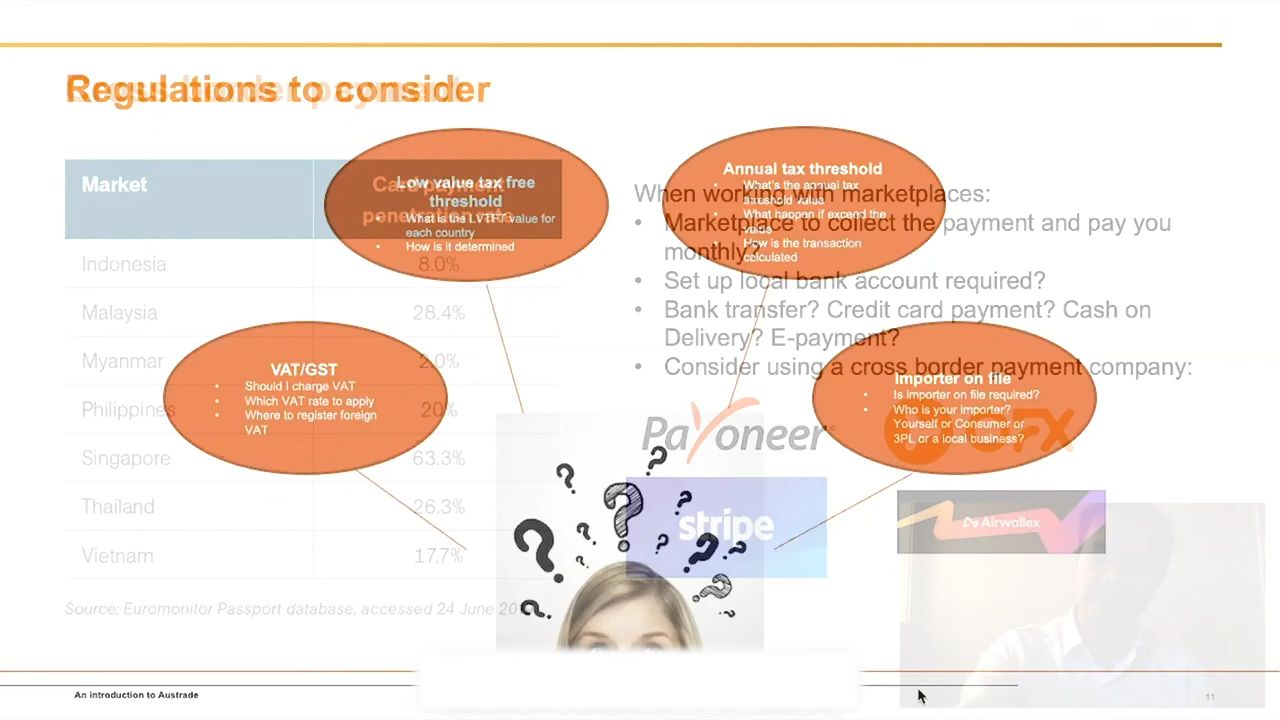 Regulations to consider
Cross border payment
Market
Card payment
penetration rate
Indonesia 8.0%
Malaysia 28.4%
Myanmar 2.0%
Philippines 20%
Singapore 63.3%
Thailand 26.3%
Vietnam 17.7%
Source: Euromonitor Passport database, accessed 24 June 20
Low value tax free
threshold
• What is the LVTFT value for
each country
• How is it determined
Annual tax threshold
• What's the annual tax
threshold value
• What happen if exceed the
value
• How is the transaction
calculated
VAT/GST
• Should I charge VAT
• Which VAT rate to apply
• Where to register foreign
VAT
Importer on file
• Is importer on file required?
• Who is your importer?
Yourself or Consumer or
3PL or a local business?
When working with marketplaces:
• Marketplace to collect the payment and pay you
monthly?
• Set up local bank account required?
• Bank transfer? Credit card payment? Cash on
Delivery? E-payment?
• Consider using a cross border payment company:
Payoneer
OFX
stripe
Airwallex
An introduction to Austrade
11